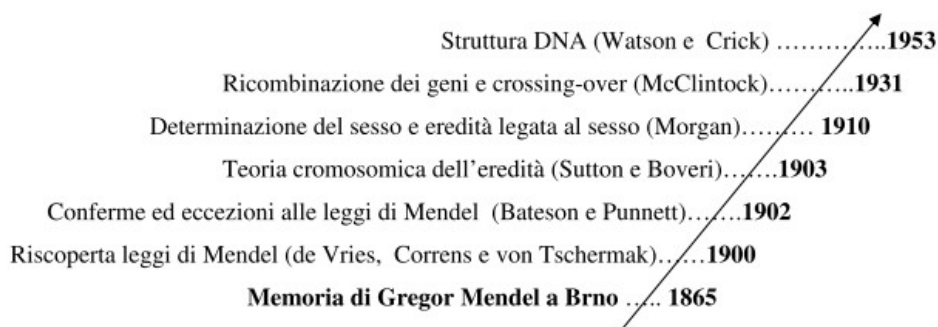 Struttura DNA (Watson e Crick) ……………..1953
Ricombinazione dei geni e crossing-over (McClintock)…………..1931
Determinazione del sesso e eredità legata al sesso (Morgan)……… 1910
Teoria cromosomica dell'eredità (Sutton e Boveri)…….1903
Conferme ed eccezioni alle leggi di Mendel (Bateson e Punnett)…….1902
Riscoperta leggi di Mendel (de Vries, Correns e von Tschermak)……1900
Memoria di Gregor Mendel a Brno ….. 1865